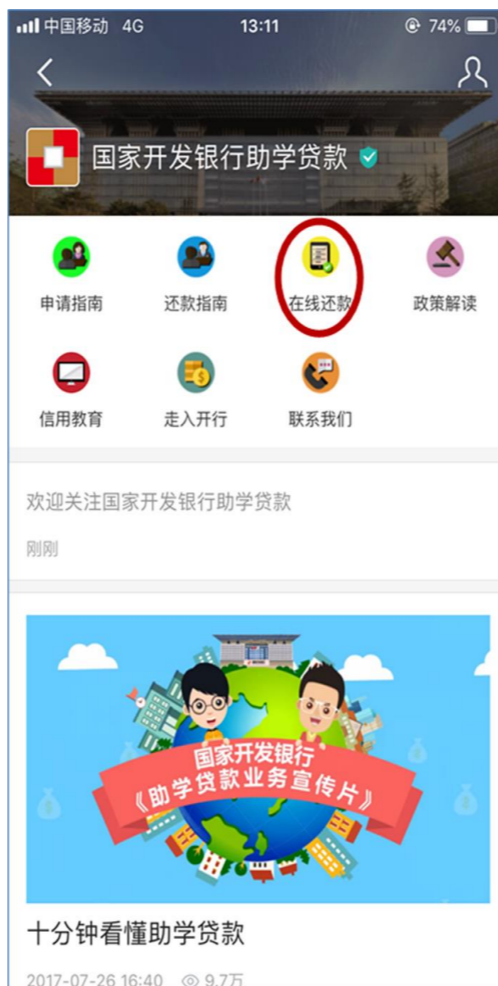 中国移动 4G 13:11 74%
国家开发银行助学贷款
申请指南 还款指南 在线还款 政策解读
信用教育 走入开行 联系我们
欢迎关注国家开发银行助学贷款
刚刚
国家开发银行
《助学贷款业务宣传片》
十分钟看懂助学贷款
2017-07-26 16:40 9.7万